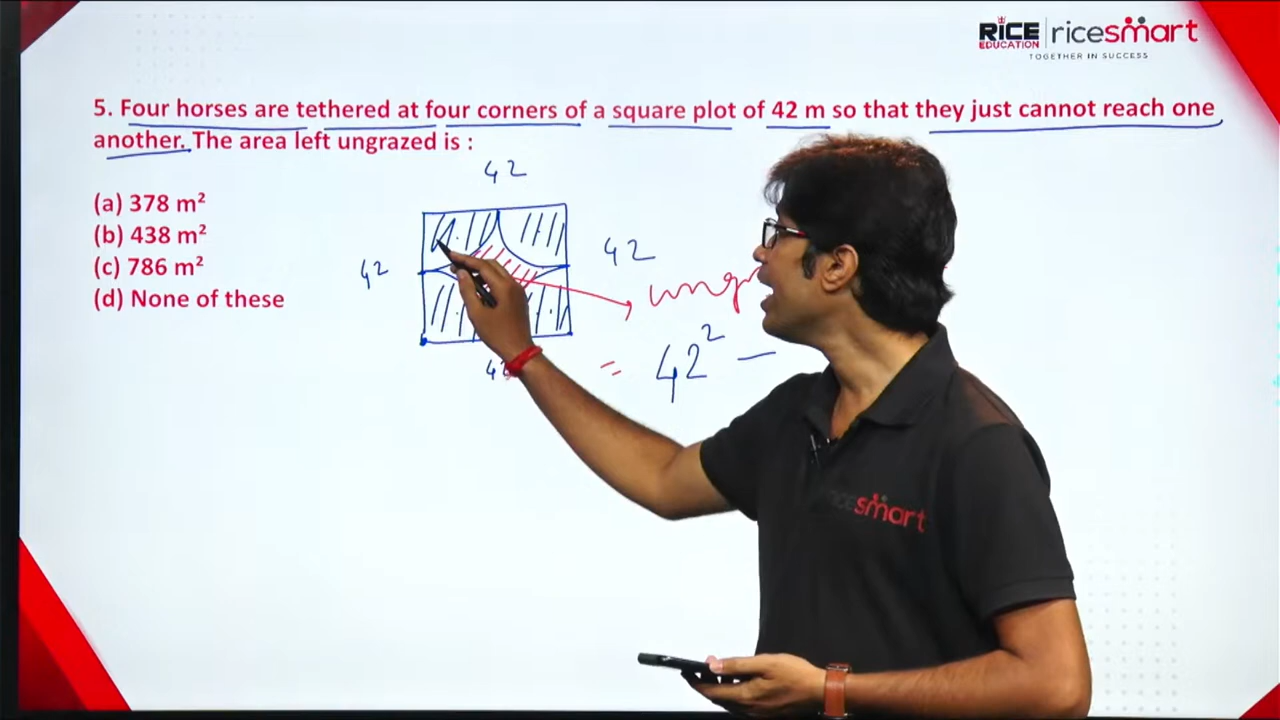 RICE EDUCATION ricesmart
TOGETHER IN SUCCESS
5. Four horses are tethered at four corners of a square plot of 42 m so that they just cannot reach one
another. The area left ungrazed is :
42
(a) 378 m²
(b) 438 m²
(c) 786 m²
(d) None of these
42
42
= 42² —
ricesmart